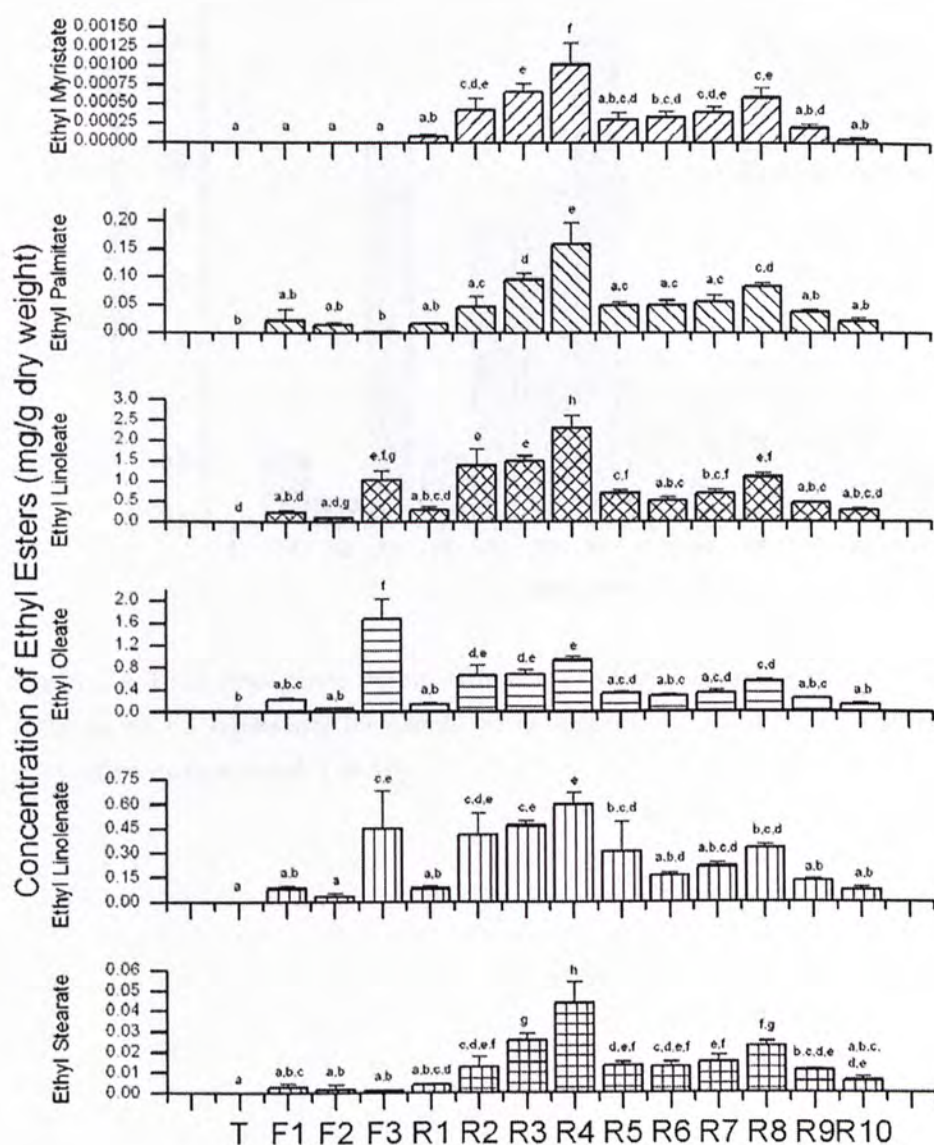 Concentration of Ethyl Esters (mg/g dry weight)
Ethyl Myristate
0.00150
0.00125
0.00100
0.00075
0.00050
0.00025
0.00000
a a a a a,b c,d,e e f a,b,c,d b,c,d c,d,e c,e a,b,d a,b
Ethyl Palmitate
0.20
0.15
0.10
0.05
0.00
b a,b a,b b a,b a,c d e a,c a,c a,c c,d a,b a,b
Ethyl Linoleate
3.0
2.5
2.0
1.5
1.0
0.5
0.0
d a,b,d a,d,g e,f,g a,b,c,d e e h c,f a,b,c b,c,f e,f a,b,c a,b,c,d
Ethyl Oleate
2.0
1.6
1.2
0.8
0.4
0.0
b a,b,c a,b f a,b d,e d,e e a,c,d a,b,c a,c,d c,d a,b,c a,b
Ethyl Linolenate
0.75
0.60
0.45
0.30
0.15
0.00
a a,b a c,e a,b c,d,e c,e e b,c,d a,b,d a,b,c,d b,c,d a,b a,b
Ethyl Stearate
0.06
0.05
0.04
0.03
0.02
0.01
0.00
a a,b,c a,b a,b a,b,c,d c,d,e,f g h d,e,f c,d,e,f e,f f,g b,c,d,e a,b,c,
d,e
T F1 F2 F3 R1 R2 R3 R4 R5 R6 R7 R8 R9 R10